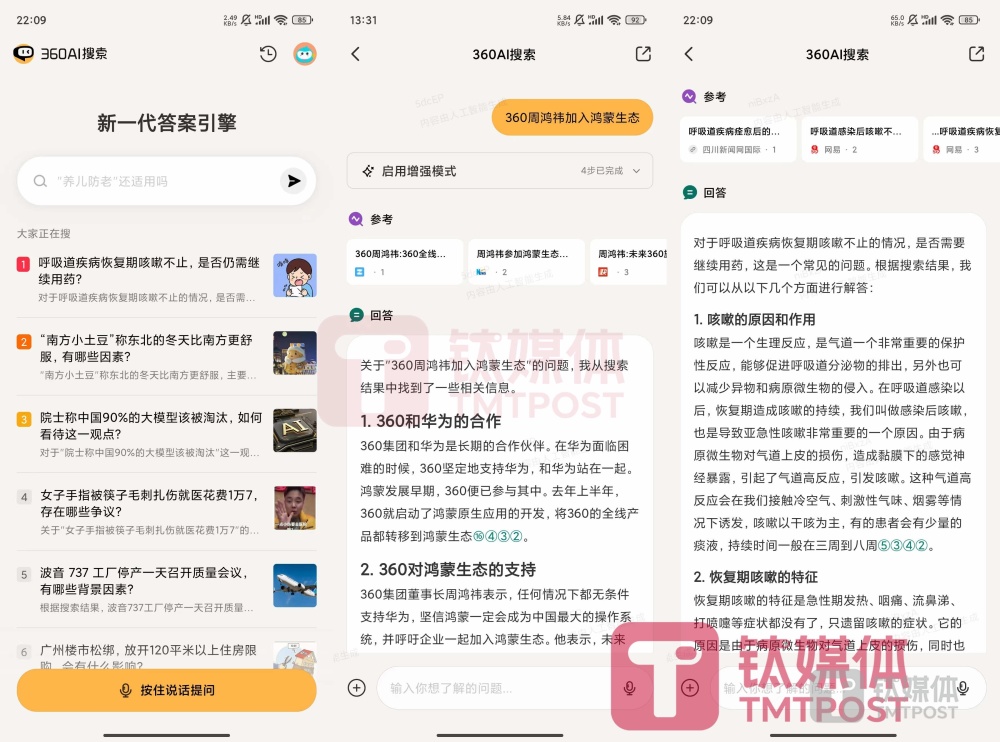 22:09
2.49 KB/s HD 85
360AI搜索
新一代答案引擎
“养儿防老”还适用吗
大家正在搜
1 呼吸道疾病恢复期咳嗽不止，是否仍需继
续用药？
对于呼吸道疾病恢复期咳嗽不止的情况，是否需...
2 “南方小土豆”称东北的冬天比南方更舒
服，有哪些因素？
“南方小土豆”称东北的冬天比南方更舒服，主要...
3 院士称中国90%的大模型该被淘汰，如何
看待这一观点？
对于“院士称中国90%的大模型该被淘汰”这一观...
AI
4 女子手指被筷子毛刺扎伤就医花费1万7，
存在哪些争议？
关于“女子手指被筷子毛刺扎伤就医花费1万7”的...
5 波音 737 工厂停产一天召开质量会议，
有哪些背景因素？
根据搜索结果，波音737工厂停产一天召开质量...
6 广州楼市松绑，放开120平米以上住房限
购，会有什么影响？
按住说话提问
13:31
5.84 KB/s HD 92
360AI搜索
360周鸿祎加入鸿蒙生态
启用增强模式 4步已完成
参考
360周鸿祎:360全线...
· 1
周鸿祎参加鸿蒙生态...
· 2
周鸿祎:未来360应
· 3
回答
关于“360周鸿祎加入鸿蒙生态”的问题，我从搜索
结果中找到了一些相关信息。
1. 360和华为的合作
360集团和华为是长期的合作伙伴。在华为面临困
难的时候，360坚定地支持华为，和华为站在一起。
鸿蒙发展早期，360便已参与其中。去年上半年，
360就启动了鸿蒙原生应用的开发，将360的全线产
品都转移到鸿蒙生态⑯④③②。
2. 360对鸿蒙生态的支持
360集团董事长周鸿祎表示，任何情况下都无条件
支持华为，坚信鸿蒙一定会成为中国最大的操作系
统，并呼吁企业一起加入鸿蒙生态。他表示，未来
输入你想了解的问题...
22:09
65.0 KB/s HD 85
360AI搜索
参考
呼吸道疾病痊愈后的...
四川新闻网国际 · 1
呼吸道感染后咳嗽不...
网易 · 2
...呼吸道疾病恢复
网易 · 3
回答
对于呼吸道疾病恢复期咳嗽不止的情况，是否需要
继续用药，这是一个常见的问题。根据搜索结果，我
们可以从以下几个方面进行解答：
1. 咳嗽的原因和作用
咳嗽是一个生理反应，是气道一个非常重要的保护
性反应，能够促进呼吸道分泌物的排出，另外也可
以减少异物和病原微生物的侵入。在呼吸道感染以
后，恢复期造成咳嗽的持续，我们叫做感染后咳嗽，
也是导致亚急性咳嗽非常重要的一个原因。由于病
原微生物对气道上皮的损伤，造成黏膜下的感觉神
经暴露，引起了气道高反应，引发咳嗽。这种气道高
反应会在我们接触冷空气、刺激性气味、烟雾等情
况下诱发，咳嗽以干咳为主，有的患者会有少量的
痰液，持续时间一般在三周到八周⑤③④②。
2. 恢复期咳嗽的特征
恢复期咳嗽的特征是急性期发热、咽痛、流鼻涕、
打喷嚏等症状都没有了，只遗留咳嗽的症状。它的
原因是由于病原微生物对气道上皮的损伤，同时也
输入你想了解的问题...
钛媒体
TMTPOST
钛媒体
TMTPOST
钛媒体
TMTPOST